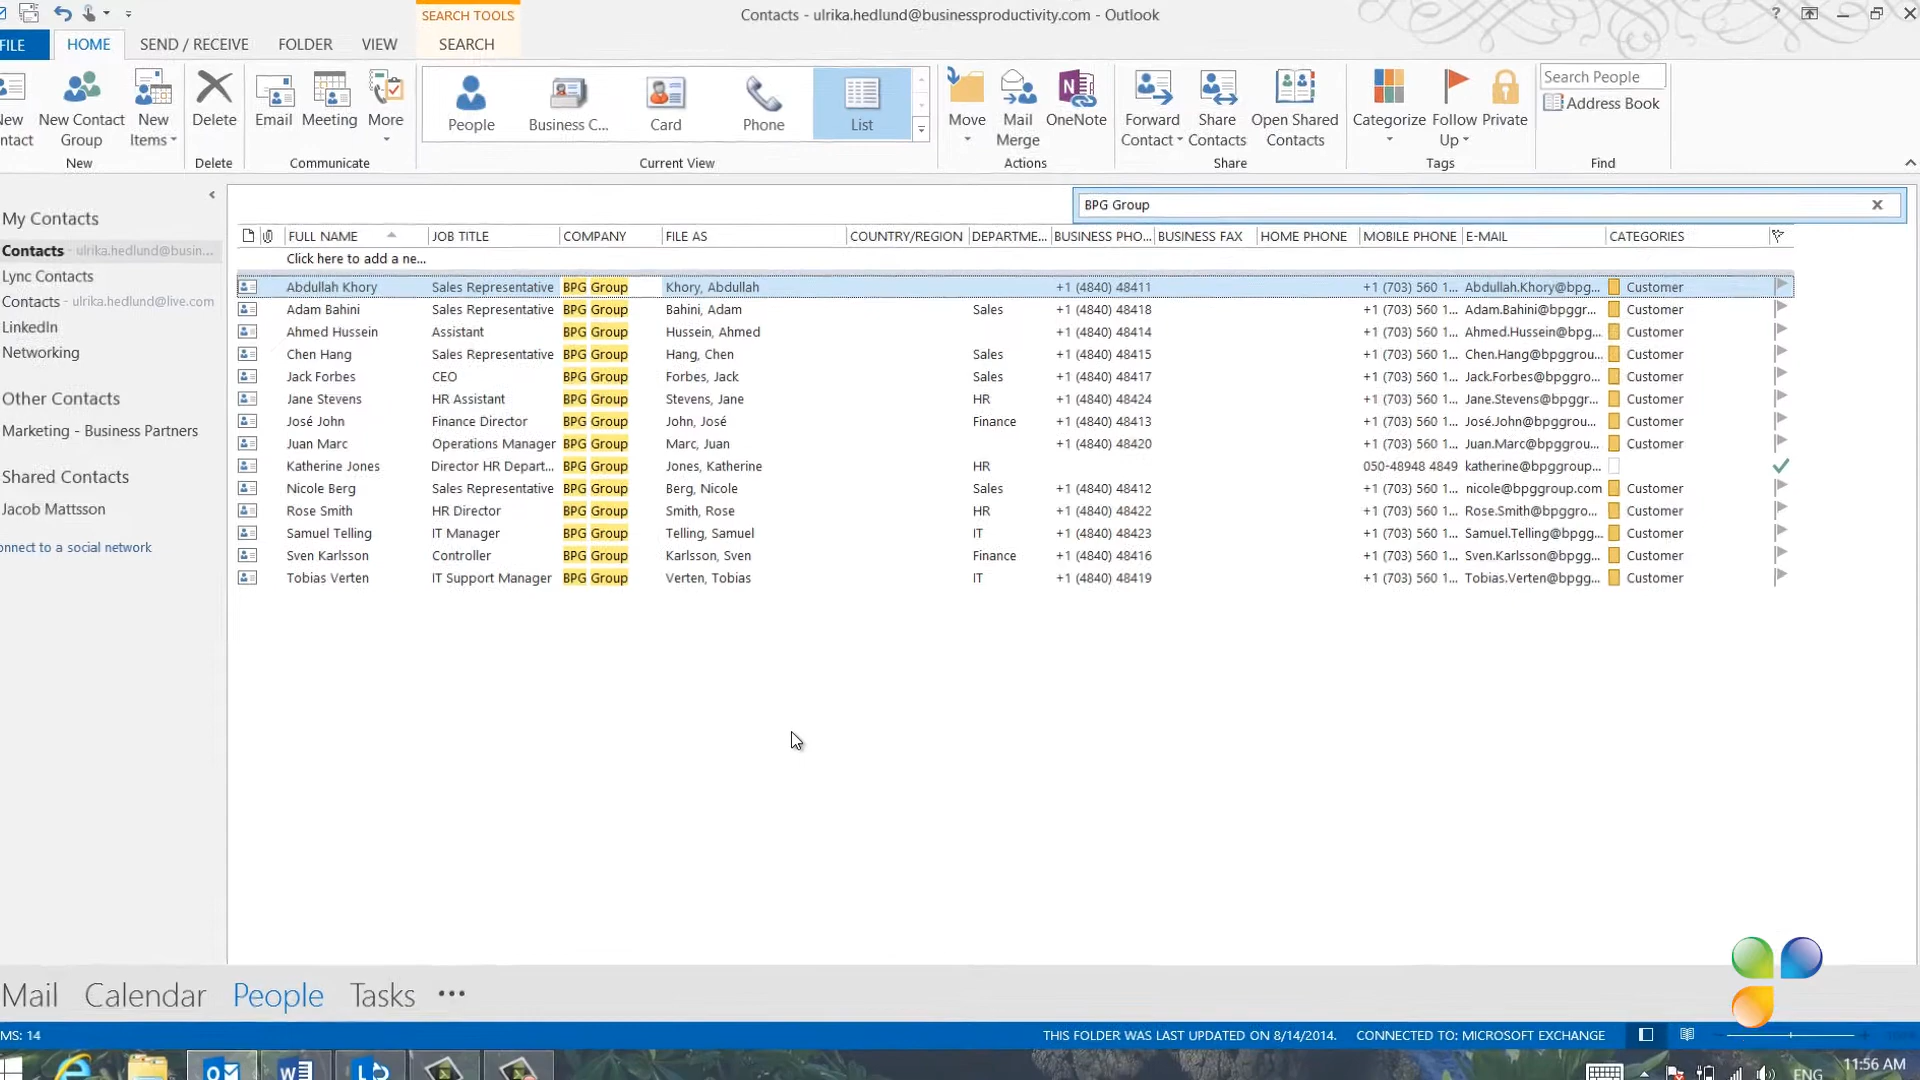 SEARCH TOOLS
Contacts - ulrika.hedlund@businessproductivity.com - Outlook
FILE HOME SEND / RECEIVE FOLDER VIEW SEARCH
New Contact Group
New Items
Delete
Email
Meeting
More
People
Business C...
Card
Phone
List
Move
Mail Merge
OneNote
Forward Contact
Share Contacts
Open Shared Contacts
Categorize
Follow Up
Private
Search People
Address Book
New Delete Communicate Current View Actions Share Tags Find
BPG Group
My Contacts
Contacts - ulrika.hedlund@busin...
Lync Contacts
Contacts - ulrika.hedlund@live.com
LinkedIn
Networking
Other Contacts
Marketing - Business Partners
Shared Contacts
Jacob Mattsson
onnect to a social network
FULL NAME JOB TITLE COMPANY FILE AS COUNTRY/REGION DEPARTME... BUSINESS PHO... BUSINESS FAX HOME PHONE MOBILE PHONE E-MAIL CATEGORIES
Click here to add a ne...
Abdullah Khory Sales Representative BPG Group Khory, Abdullah +1 (4840) 48411 +1 (703) 560 1... Abdullah.Khory@bpg... Customer
Adam Bahini Sales Representative BPG Group Bahini, Adam Sales +1 (4840) 48418 +1 (703) 560 1... Adam.Bahini@bpggr... Customer
Ahmed Hussein Assistant BPG Group Hussein, Ahmed +1 (4840) 48414 +1 (703) 560 1... Ahmed.Hussein@bpg... Customer
Chen Hang Sales Representative BPG Group Hang, Chen Sales +1 (4840) 48415 +1 (703) 560 1... Chen.Hang@bpggrou... Customer
Jack Forbes CEO BPG Group Forbes, Jack Sales +1 (4840) 48417 +1 (703) 560 1... Jack.Forbes@bpggro... Customer
Jane Stevens HR Assistant BPG Group Stevens, Jane HR +1 (4840) 48424 +1 (703) 560 1... Jane.Stevens@bpggr... Customer
José John Finance Director BPG Group John, José Finance +1 (4840) 48413 +1 (703) 560 1... José.John@bpggrou... Customer
Juan Marc Operations Manager BPG Group Marc, Juan +1 (4840) 48420 +1 (703) 560 1... Juan.Marc@bpggrou... Customer
Katherine Jones Director HR Depart... BPG Group Jones, Katherine HR 050-48948 4849 katherine@bpggroup...
Nicole Berg Sales Representative BPG Group Berg, Nicole Sales +1 (4840) 48412 +1 (703) 560 1... nicole@bpggroup.com Customer
Rose Smith HR Director BPG Group Smith, Rose HR +1 (4840) 48422 +1 (703) 560 1... Rose.Smith@bpggro... Customer
Samuel Telling IT Manager BPG Group Telling, Samuel IT +1 (4840) 48423 +1 (703) 560 1... Samuel.Telling@bpgg... Customer
Sven Karlsson Controller BPG Group Karlsson, Sven Finance +1 (4840) 48416 +1 (703) 560 1... Sven.Karlsson@bpgg... Customer
Tobias Verten IT Support Manager BPG Group Verten, Tobias IT +1 (4840) 48419 +1 (703) 560 1... Tobias.Verten@bpgg... Customer
Mail Calendar People Tasks •••
MS: 14
THIS FOLDER WAS LAST UPDATED ON 8/14/2014. CONNECTED TO: MICROSOFT EXCHANGE
ENG 11:56 AM